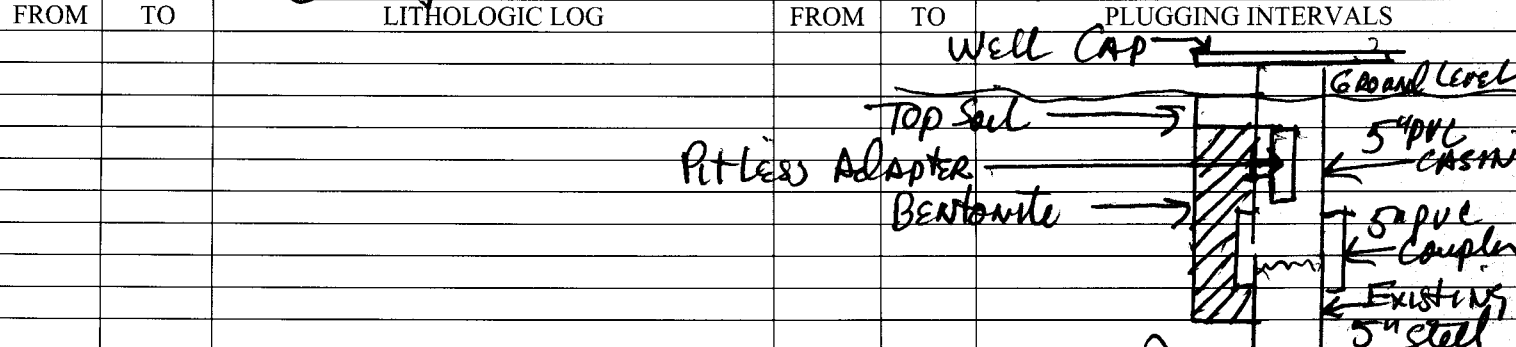 FROM TO LITHOLOGIC LOG FROM TO PLUGGING INTERVALS
Well Cap
Ground Level
Top Soil
5" PVC
CASIN
Pitless Adapter
Bentonite
5" PVC
Coupler
Existing
5" Steel